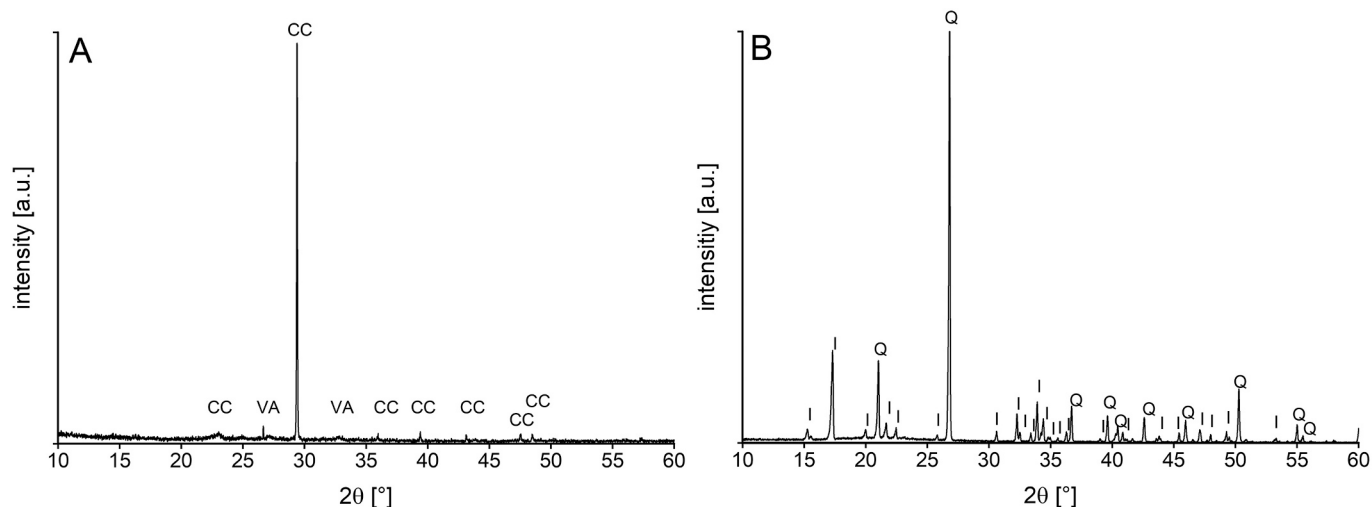 A
CC
intensity [a.u.]
CC VA VA CC CC CC CC CC
10 15 20 25 30 35 40 45 50 55 60
2θ [°]
B
Q
intensitiy [a.u.]
I I I Q I I I I I I I I I I I I Q I Q Q I Q I I Q I I I Q I Q Q
10 15 20 25 30 35 40 45 50 55 60
2θ [°]